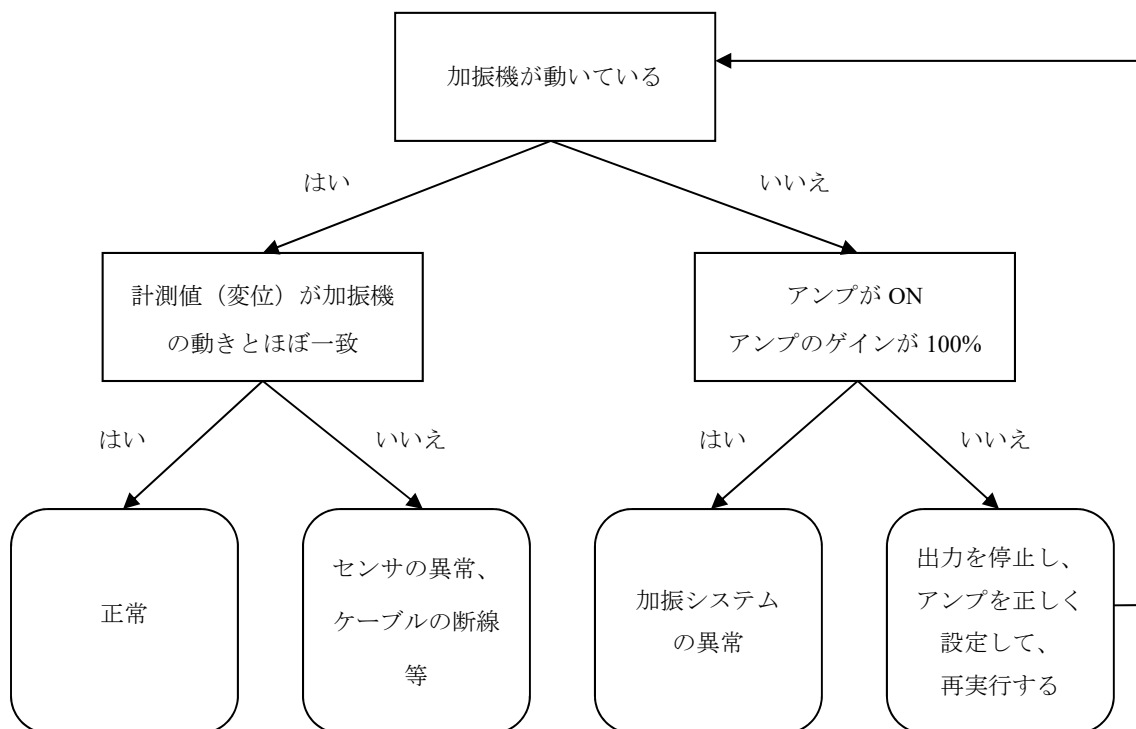 加振機が動いている
はい
いいえ
計測値（変位）が加振機
の動きとほぼ一致
アンプが ON
アンプのゲインが 100%
はい
いいえ
はい
いいえ
正常
センサの異常、
ケーブルの断線
等
加振システム
の異常
出力を停止し、
アンプを正しく
設定して、
再実行する